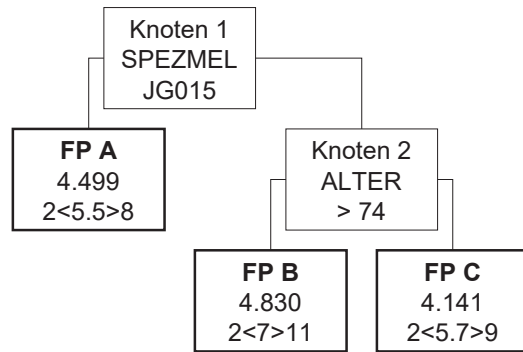 Knoten 1
SPEZMEL
JG015
FP A
4.499
2<5.5>8
Knoten 2
ALTER
> 74
FP B
4.830
2<7>11
FP C
4.141
2<5.7>9